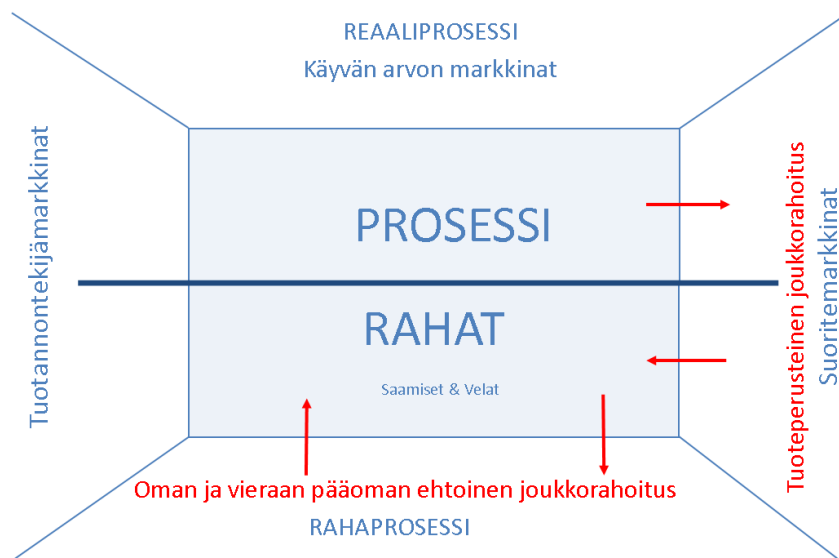 REAALIPROSESSI
Käyvän arvon markkinat
Tuotannontekijämarkkinat
PROSESSI
RAHAT
Saamiset & Velat
Tuoteperusteinen joukkorahoitus
Suoritemarkkinat
Oman ja vieraan pääoman ehtoinen joukkorahoitus
RAHAPROSESSI